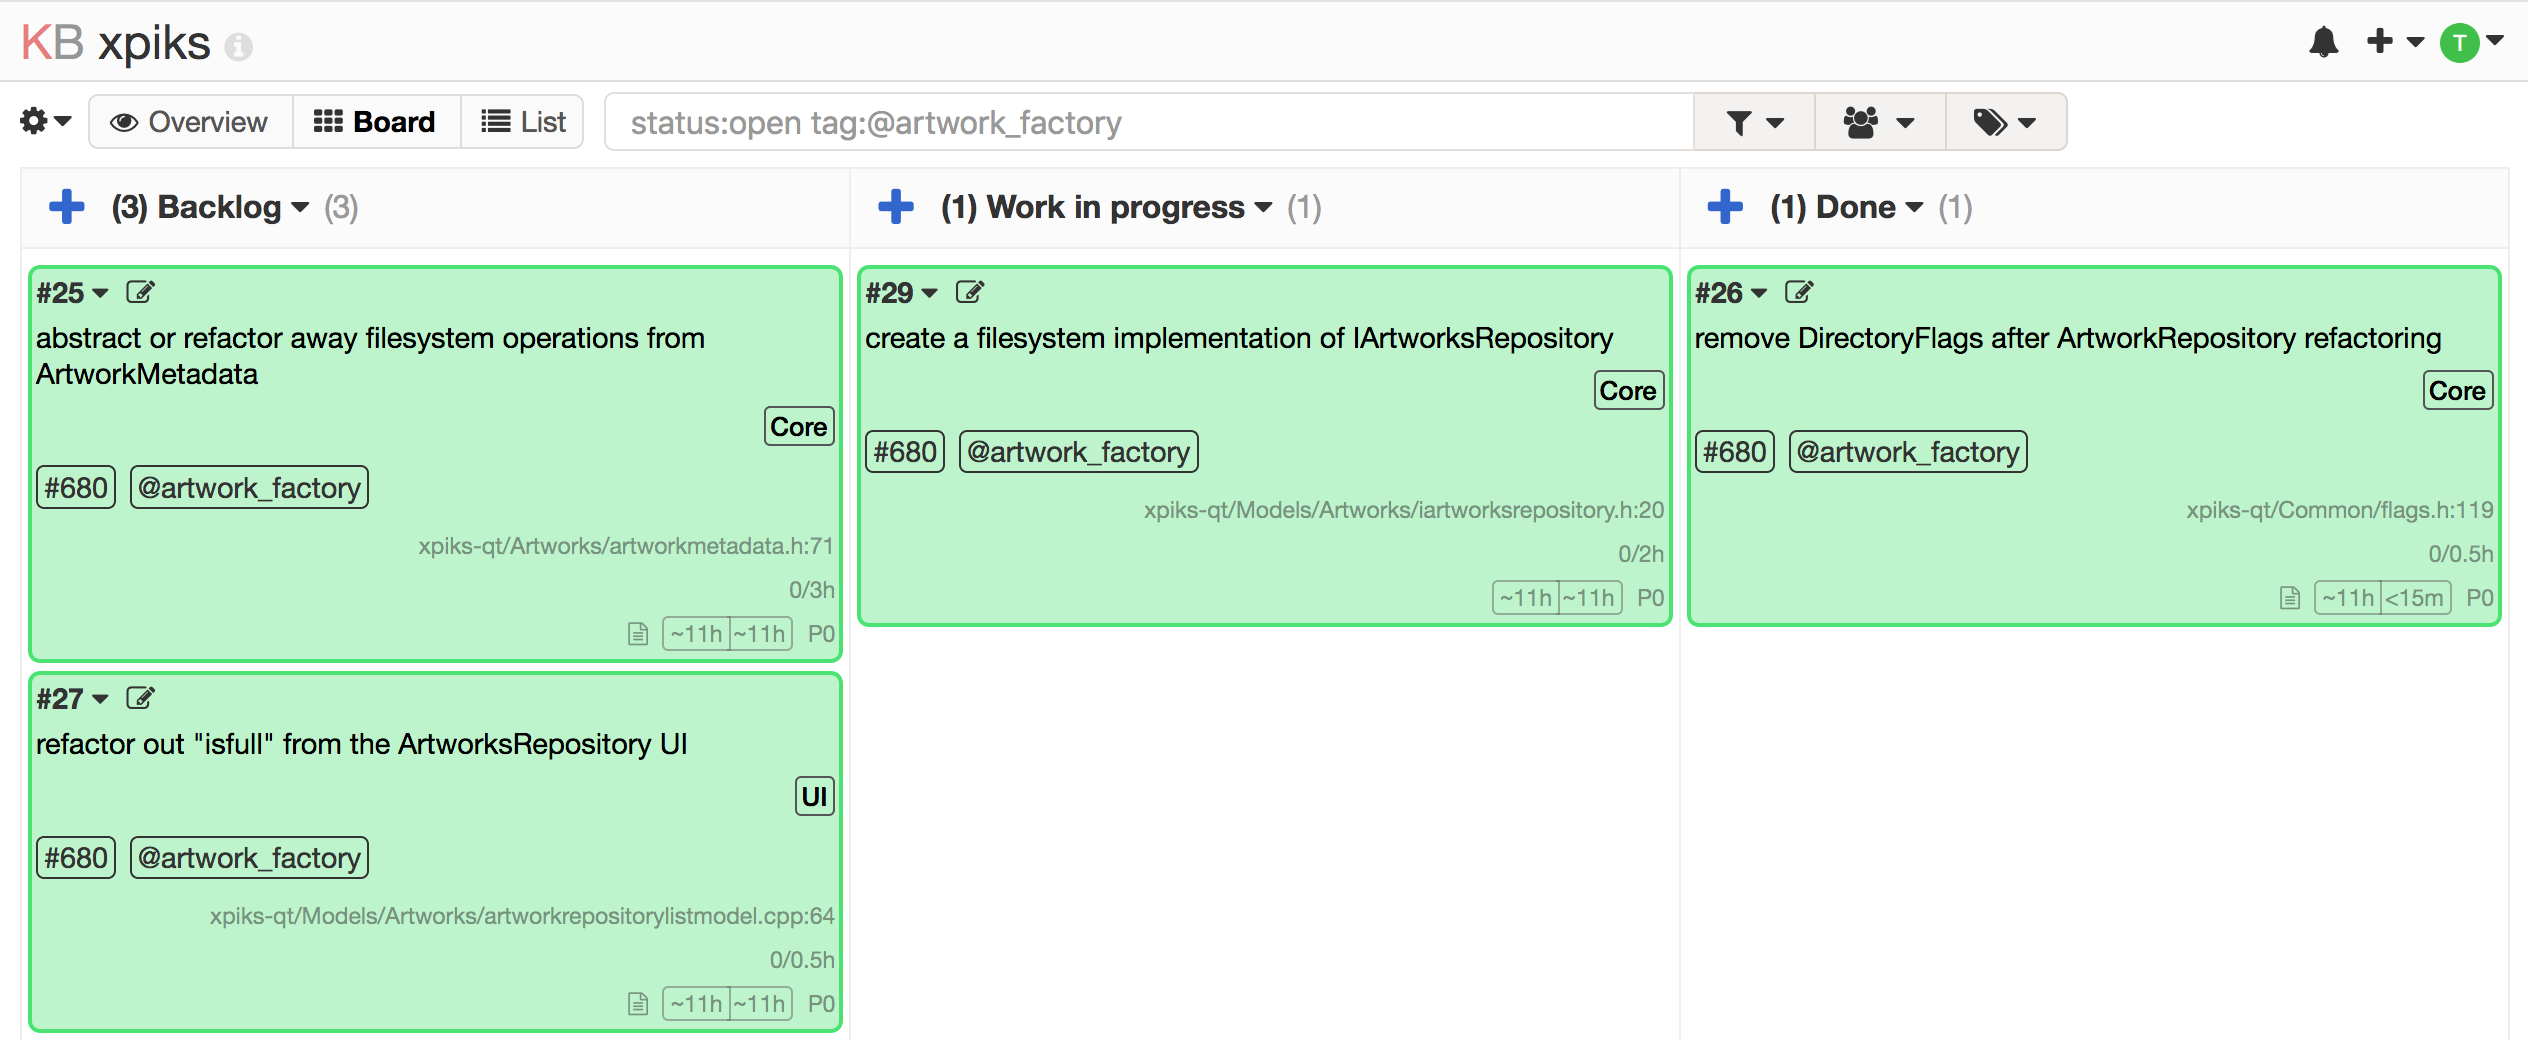 KB xpiks
T
Overview Board List status:open tag:@artwork_factory
(3) Backlog (3)
#25
abstract or refactor away filesystem operations from
ArtworkMetadata
Core
#680 @artwork_factory
xpiks-qt/Artworks/artworkmetadata.h:71
0/3h
~11h ~11h P0
#27
refactor out "isfull" from the ArtworksRepository UI
UI
#680 @artwork_factory
xpiks-qt/Models/Artworks/artworkrepositorylistmodel.cpp:64
0/0.5h
~11h ~11h P0
(1) Work in progress (1)
#29
create a filesystem implementation of IArtworksRepository
Core
#680 @artwork_factory
xpiks-qt/Models/Artworks/iartworksrepository.h:20
0/2h
~11h ~11h P0
(1) Done (1)
#26
remove DirectoryFlags after ArtworkRepository refactoring
Core
#680 @artwork_factory
xpiks-qt/Common/flags.h:119
0/0.5h
~11h <15m P0